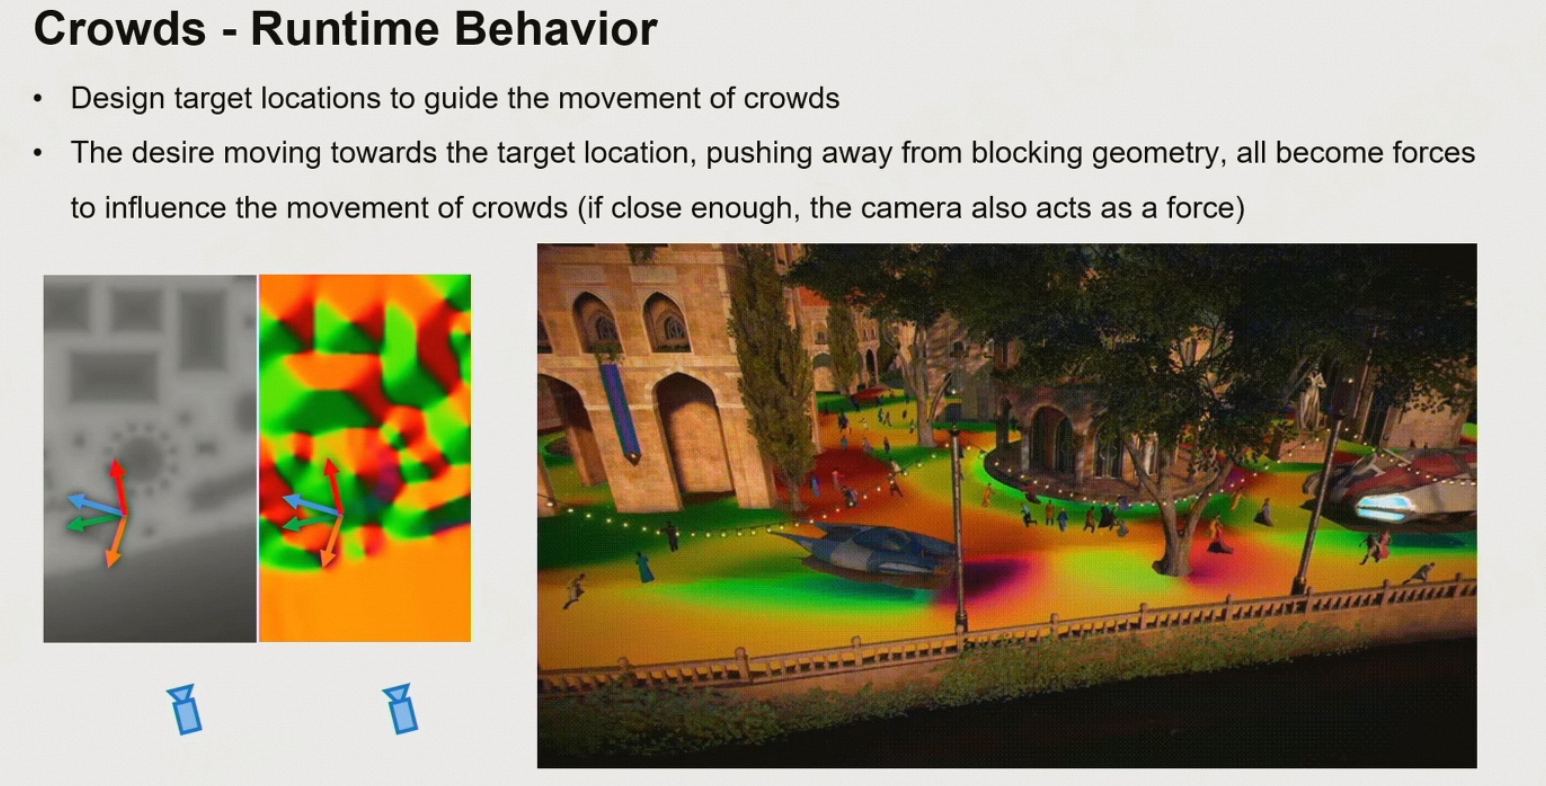 Crowds - Runtime Behavior
• Design target locations to guide the movement of crowds
• The desire moving towards the target location, pushing away from blocking geometry, all become forces
to influence the movement of crowds (if close enough, the camera also acts as a force)